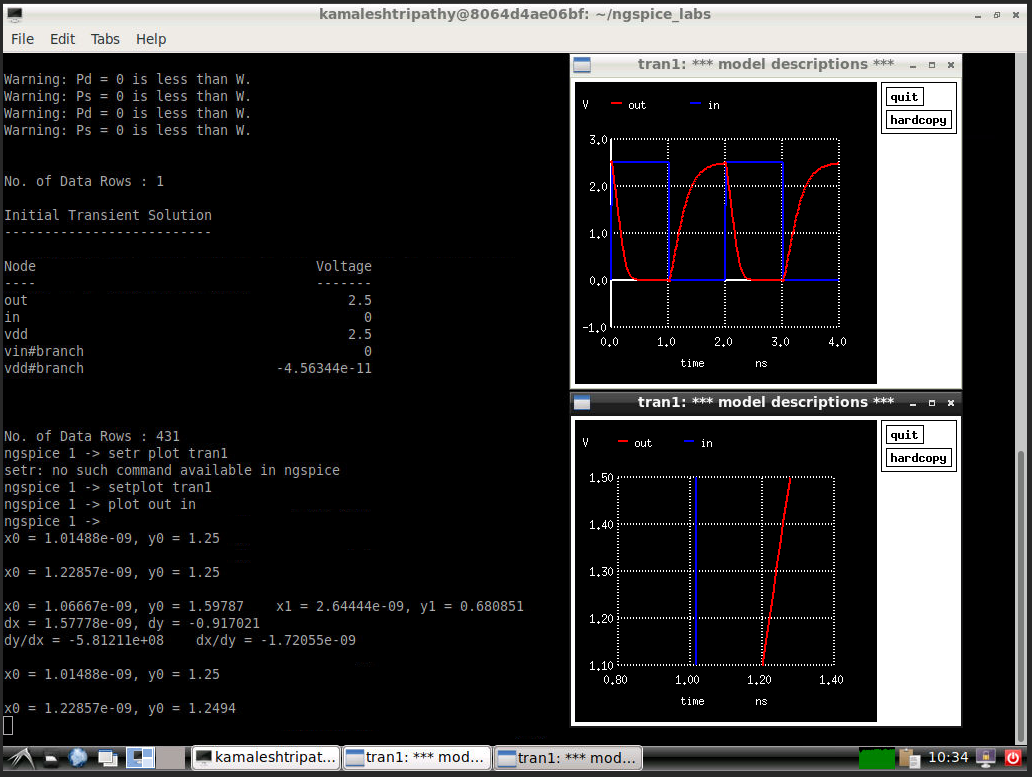 kamaleshtripathy@8064d4ae06bf: ~/ngspice_labs
File Edit Tabs Help
Warning: Pd = 0 is less than W.
Warning: Ps = 0 is less than W.
Warning: Pd = 0 is less than W.
Warning: Ps = 0 is less than W.
No. of Data Rows : 1
Initial Transient Solution
--------------------------
Node Voltage
---- -------
out 2.5
in 0
vdd 2.5
vin#branch 0
vdd#branch -4.56344e-11
No. of Data Rows : 431
ngspice 1 -> setr plot tran1
setr: no such command available in ngspice
ngspice 1 -> setplot tran1
ngspice 1 -> plot out in
ngspice 1 ->
x0 = 1.01488e-09, y0 = 1.25
x0 = 1.22857e-09, y0 = 1.25
x0 = 1.06667e-09, y0 = 1.59787    x1 = 2.64444e-09, y1 = 0.680851
dx = 1.57778e-09, dy = -0.917021
dy/dx = -5.81211e+08    dx/dy = -1.72055e-09
x0 = 1.01488e-09, y0 = 1.25
x0 = 1.22857e-09, y0 = 1.2494
tran1: *** model descriptions ***
quit
hardcopy
V out in
3.0
2.0
1.0
0.0
-1.0
0.0 1.0 2.0 3.0 4.0
time ns
tran1: *** model descriptions ***
quit
hardcopy
V out in
1.50
1.40
1.30
1.20
1.10
0.80 1.00 1.20 1.40
time ns
kamaleshtripat... tran1: *** mod... tran1: *** mod... 10:34